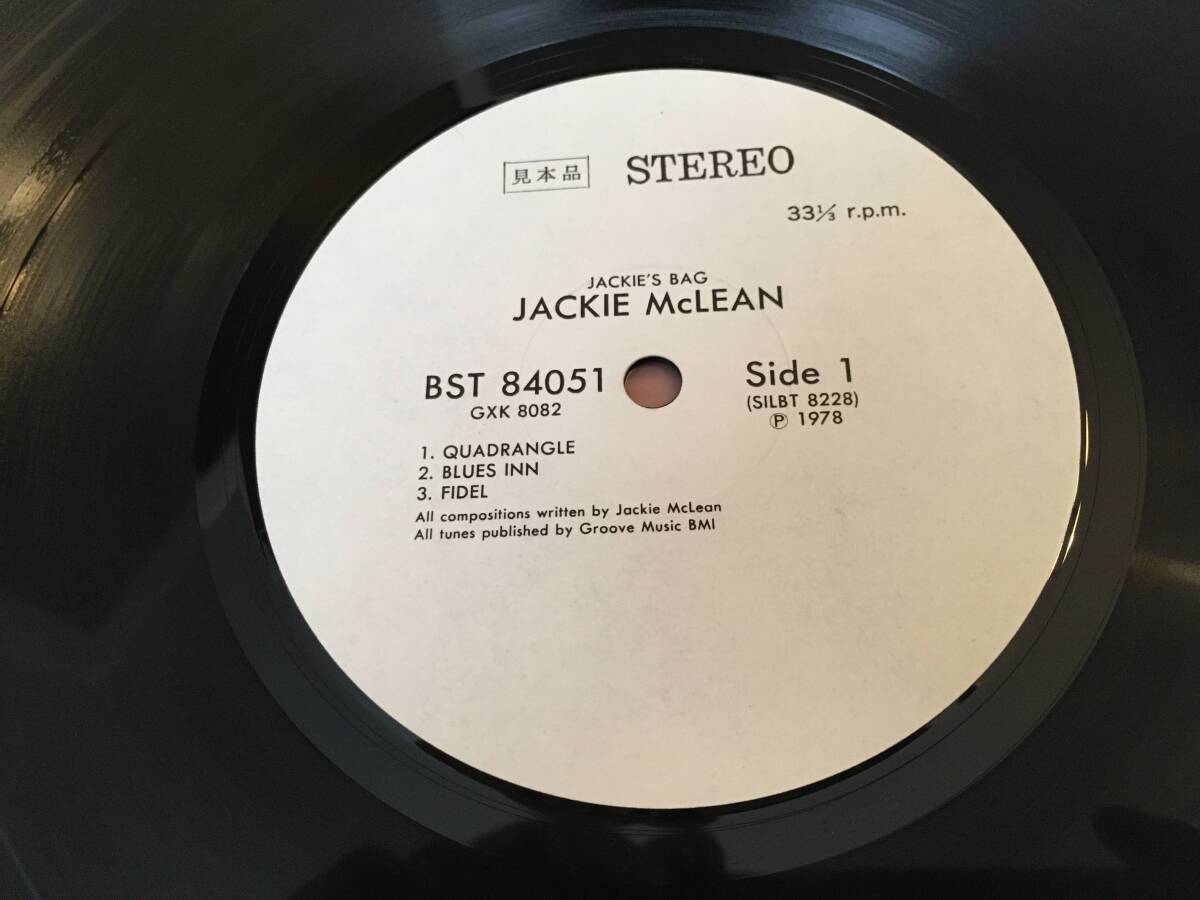 見本品 STEREO
33⅓ r.p.m.
JACKIE'S BAG
JACKIE McLEAN
BST 84051
GXK 8082
Side 1
(SILBT 8228)
Ⓟ 1978
1. QUADRANGLE
2. BLUES INN
3. FIDEL
All compositions written by Jackie McLean
All tunes published by Groove Music BMI